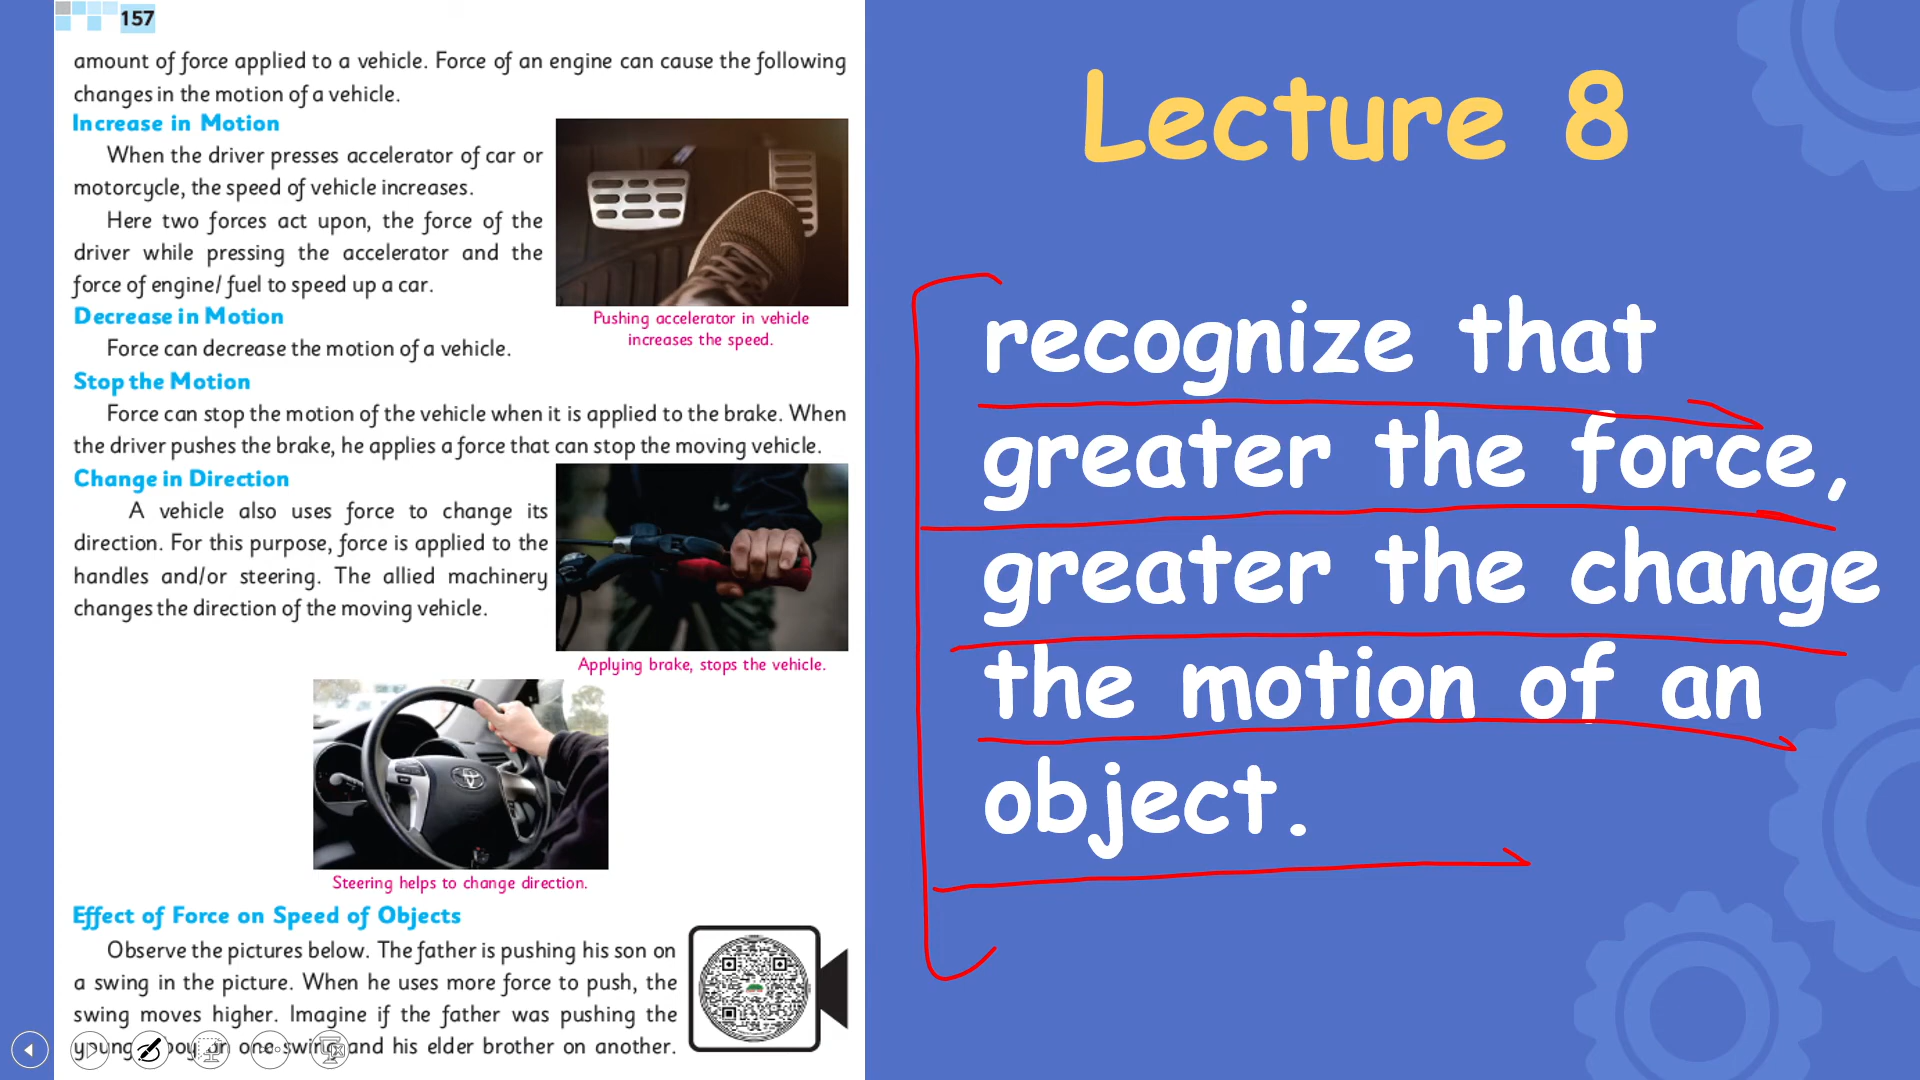 157
amount of force applied to a vehicle. Force of an engine can cause the following
changes in the motion of a vehicle.
Increase in Motion
When the driver presses accelerator of car or
motorcycle, the speed of vehicle increases.
Here two forces act upon, the force of the
driver while pressing the accelerator and the
force of engine/ fuel to speed up a car.
Pushing accelerator in vehicle
increases the speed.
Decrease in Motion
Force can decrease the motion of a vehicle.
Stop the Motion
Force can stop the motion of the vehicle when it is applied to the brake. When
the driver pushes the brake, he applies a force that can stop the moving vehicle.
Change in Direction
A vehicle also uses force to change its
direction. For this purpose, force is applied to the
handles and/or steering. The allied machinery
changes the direction of the moving vehicle.
Applying brake, stops the vehicle.
Steering helps to change direction.
Effect of Force on Speed of Objects
Observe the pictures below. The father is pushing his son on
a swing in the picture. When he uses more force to push, the
swing moves higher. Imagine if the father was pushing the
young boy on one swing and his elder brother on another.
Lecture 8
recognize that
greater the force,
greater the change
the motion of an
object.